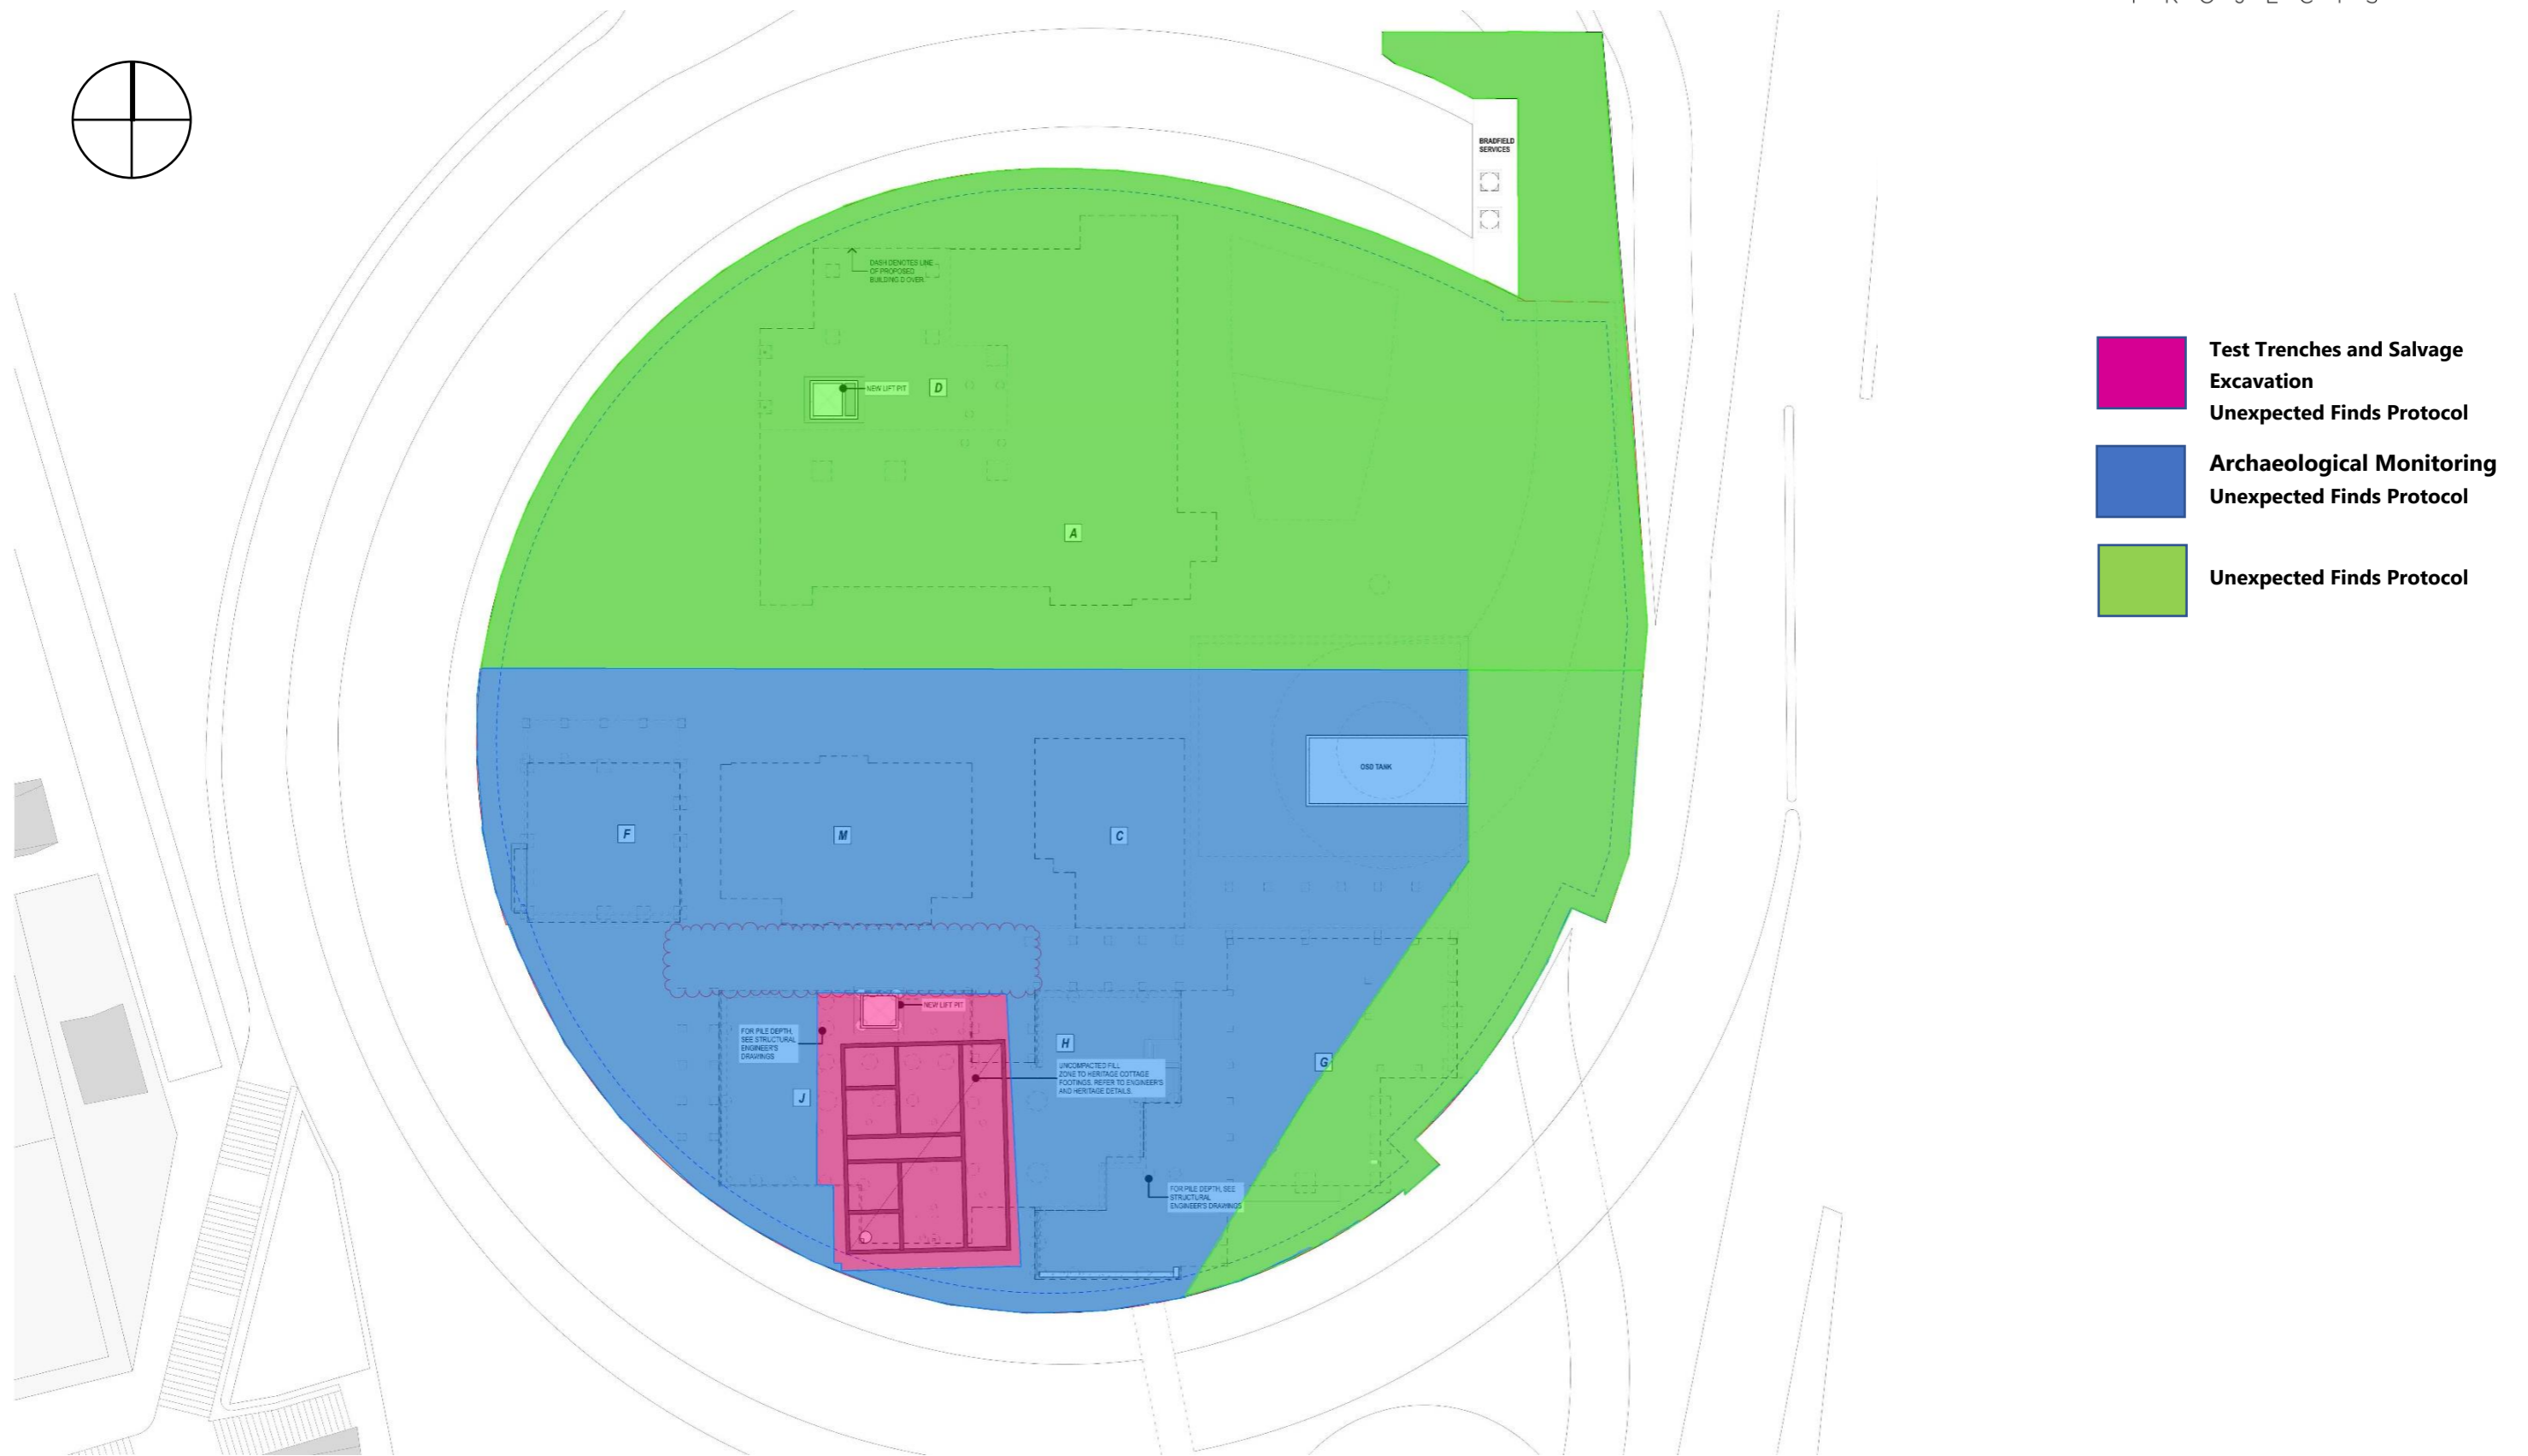 BRADFIELD
SERVICES
DASH DENOTES LINE
OF PROPOSED
BUILDING D OVER
NEW LIFT PIT
D
A
Test Trenches and Salvage
Excavation
Unexpected Finds Protocol
Archaeological Monitoring
Unexpected Finds Protocol
Unexpected Finds Protocol
OSD TANK
F
M
C
NEW LIFT PIT
FOR PILE DEPTH,
SEE STRUCTURAL
ENGINEER'S
DRAWINGS
H
UNCOMPACTED FILL
ZONE TO HERITAGE COTTAGE
FOOTINGS. REFER TO ENGINEER'S
AND HERITAGE DETAILS.
G
J
FOR PILE DEPTH, SEE
STRUCTURAL
ENGINEER'S DRAWINGS